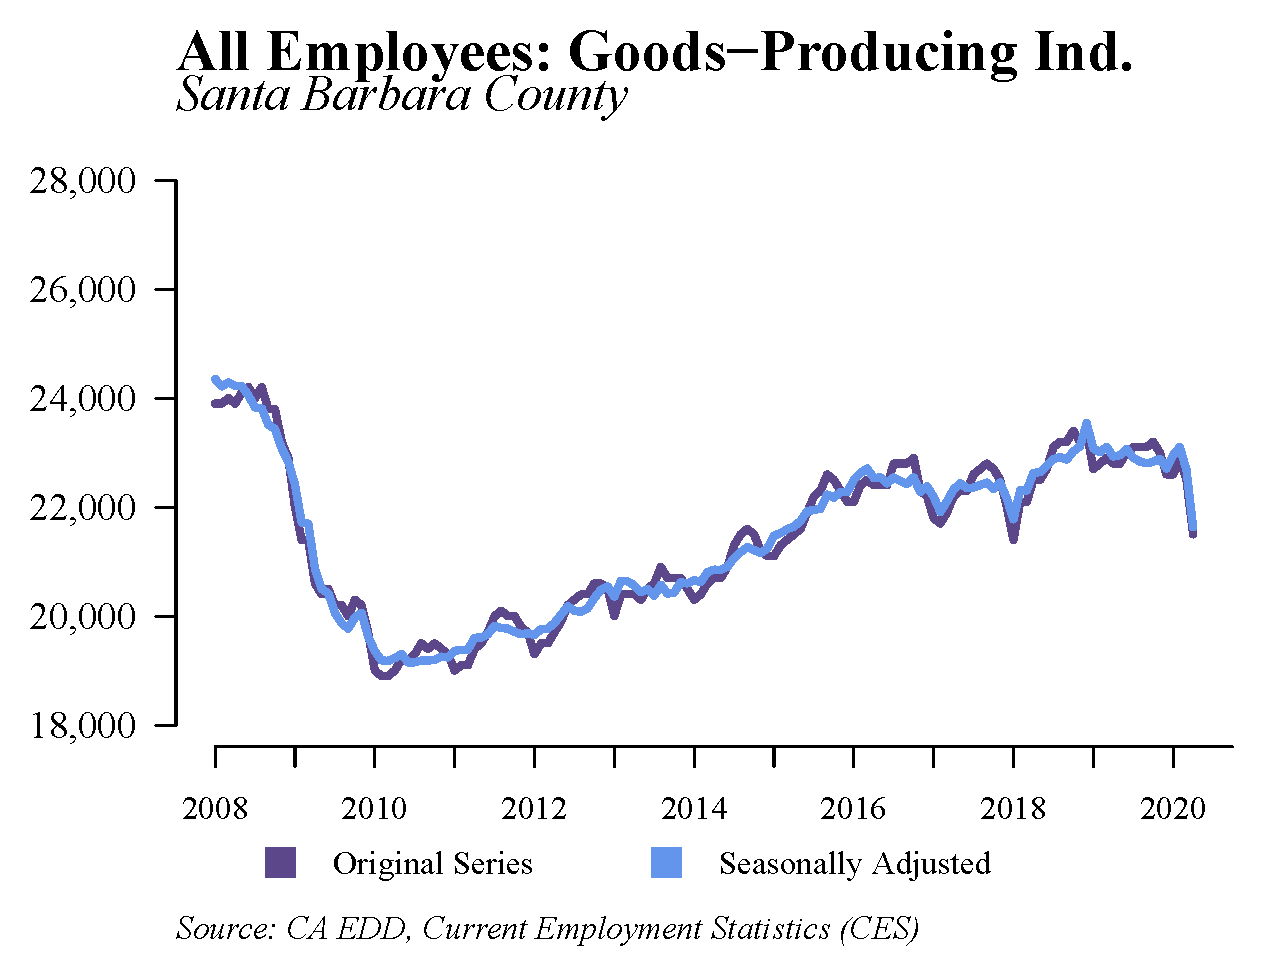 All Employees: Goods−Producing Ind.
Santa Barbara County
28,000
26,000
24,000
22,000
20,000
18,000
2008 2010 2012 2014 2016 2018 2020
Original Series Seasonally Adjusted
Source: CA EDD, Current Employment Statistics (CES)